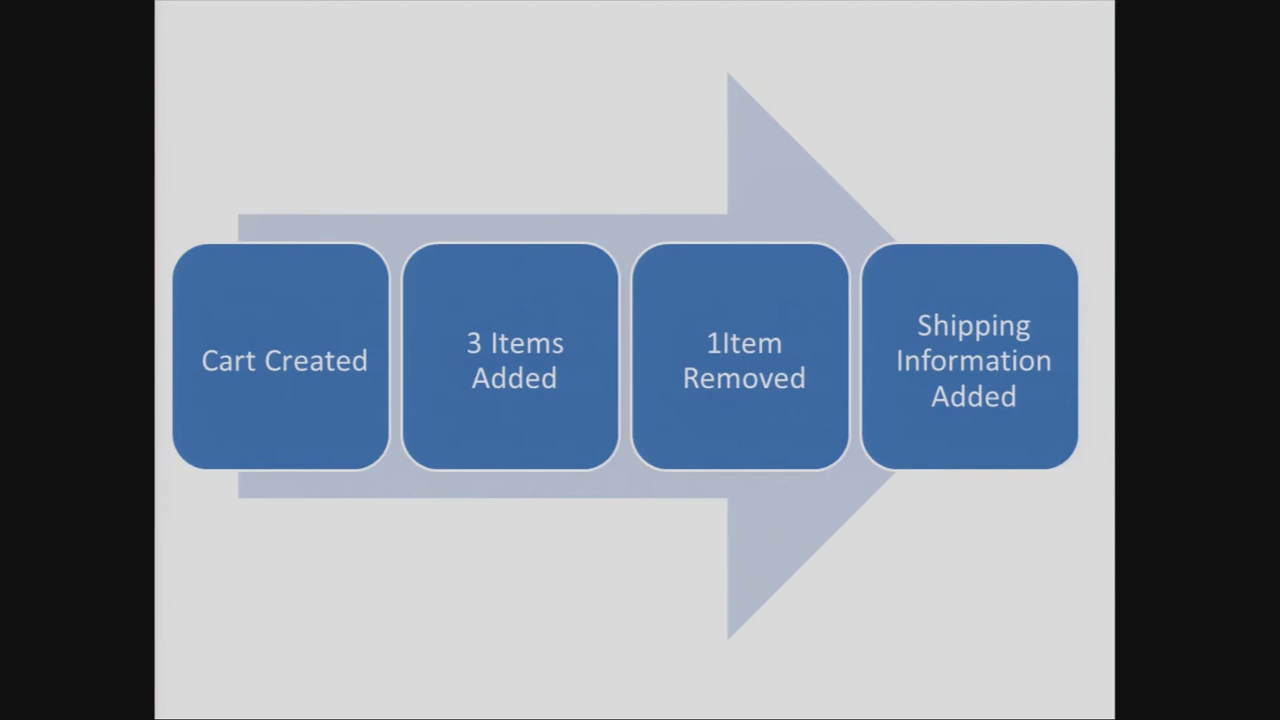 Cart Created
3 Items
Added
1Item
Removed
Shipping
Information
Added